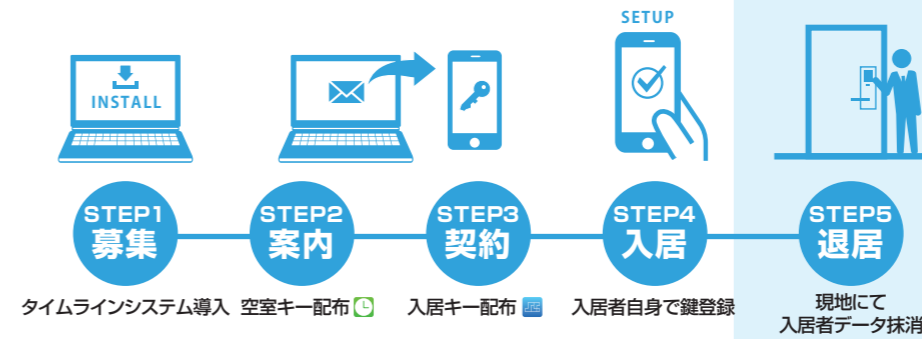 SETUP
INSTALL
STEP1
募集
STEP2
案内
STEP3
契約
STEP4
入居
STEP5
退居
タイムラインシステム導入
空室キー配布
入居キー配布
入居者自身で鍵登録
現地にて
入居者データ抹消